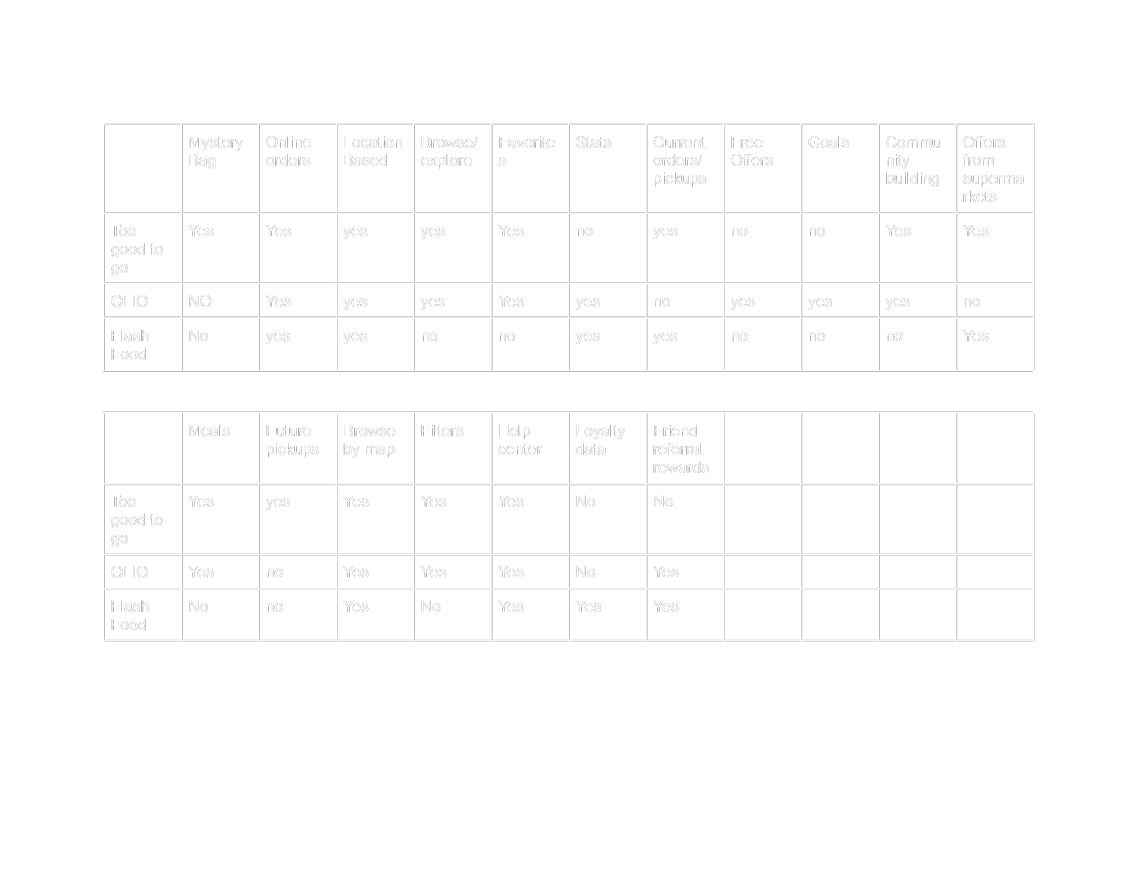 Mystery Bag Online orders Location Based Browse/ explore Favorites Stats Current orders/ pickups Free Offers Goals Community building Offers from supermarkets
Too good to go Yes Yes yes yes Yes no yes no no Yes Yes
OLIO NO Yes yes yes Yes yes no yes yes yes no
Flash Food No yes yes no no yes yes no no no Yes
Meals Future pickups Browse by map Filters Help center Loyalty data Friend referral rewards
Too good to go Yes yes Yes Yes Yes No No
OLIO Yes no Yes Yes Yes No Yes
Flash Food No no Yes No Yes Yes Yes